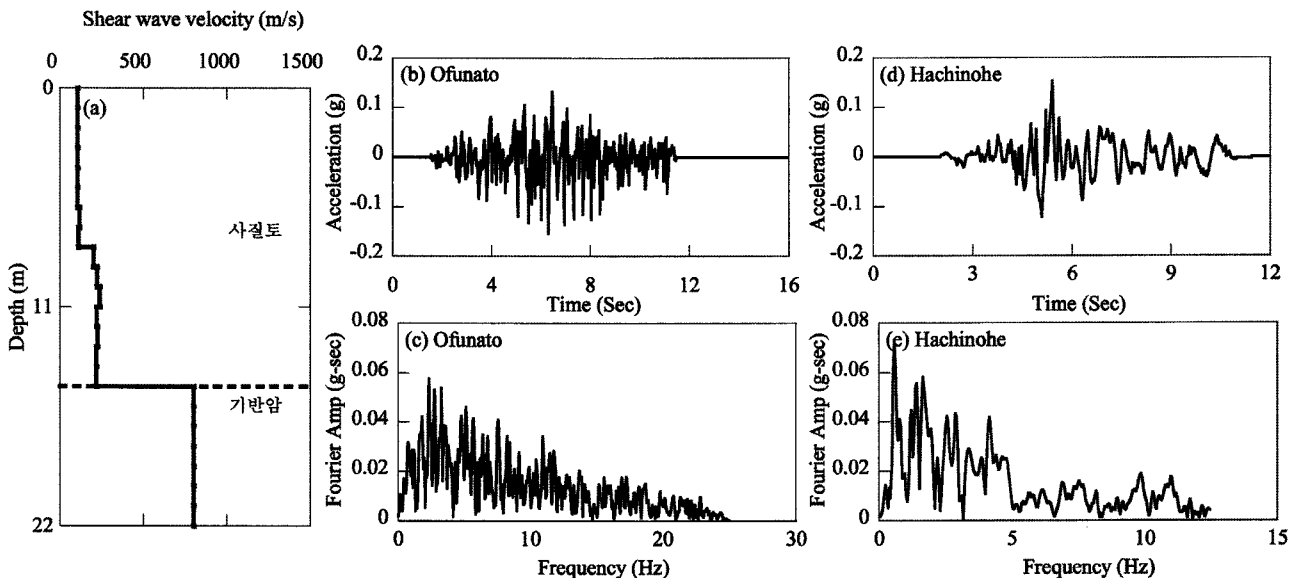 Shear wave velocity (m/s)
0 500 1000 1500
0
11
22
Depth (m)
(a)
사질토
기반암
(b) Ofunato
0.2
0.1
0
-0.1
-0.2
Acceleration (g)
0 4 8 12 16
Time (Sec)
(d) Hachinohe
0.2
0.1
0
-0.1
0.2
Acceleration (g)
0 3 6 9 12
Time (Sec)
(c) Ofunato
0.08
0.06
0.04
0.02
0
Fourier Amp (g-sec)
0 10 20 30
Frequency (Hz)
(e) Hachinohe
0.08
0.06
0.04
0.02
0
Fourier Amp (g-sec)
0 5 10 15
Frequency (Hz)